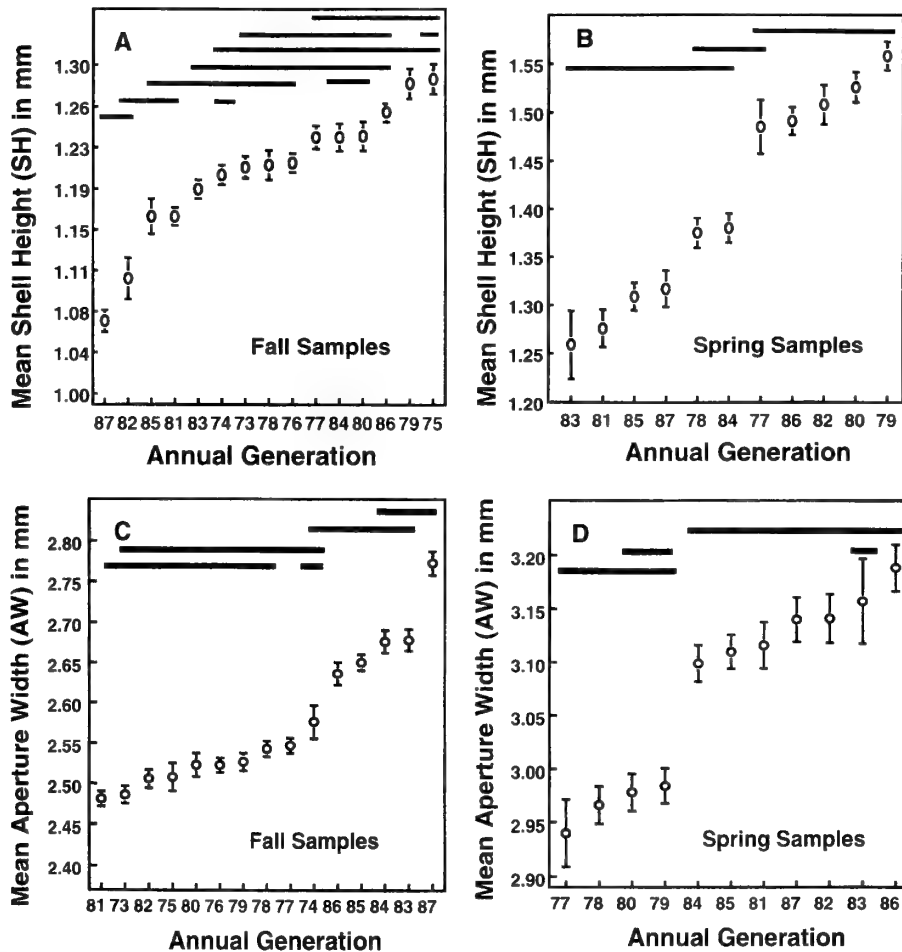 A
Mean Shell Height (SH) in mm
1.30
1.26
1.23
1.19
1.15
1.11
1.08
1.04
1.00
Fall Samples
87 82 85 81 83 74 73 78 76 77 84 80 86 79 75
Annual Generation
B
Mean Shell Height (SH) in mm
1.55
1.50
1.45
1.40
1.35
1.30
1.25
1.20
Spring Samples
83 81 85 87 78 84 77 86 82 80 79
Annual Generation
C
Mean Aperture Width (AW) in mm
2.80
2.75
2.70
2.65
2.60
2.55
2.50
2.45
2.40
Fall Samples
81 73 82 75 80 76 79 78 77 74 86 85 84 83 87
Annual Generation
D
Mean Aperture Width (AW) in mm
3.20
3.15
3.10
3.05
3.00
2.95
2.90
Spring Samples
77 78 80 79 84 85 81 87 82 83 86
Annual Generation